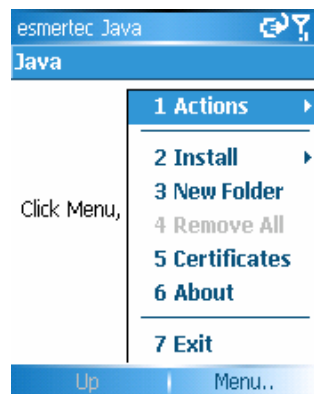 esmertec Jav
Java
1 Actions
2 Install
3 New Folder
Click Menu,
4 Remove All
5 Certificates
6 About
7 Exit
Up
Menu..